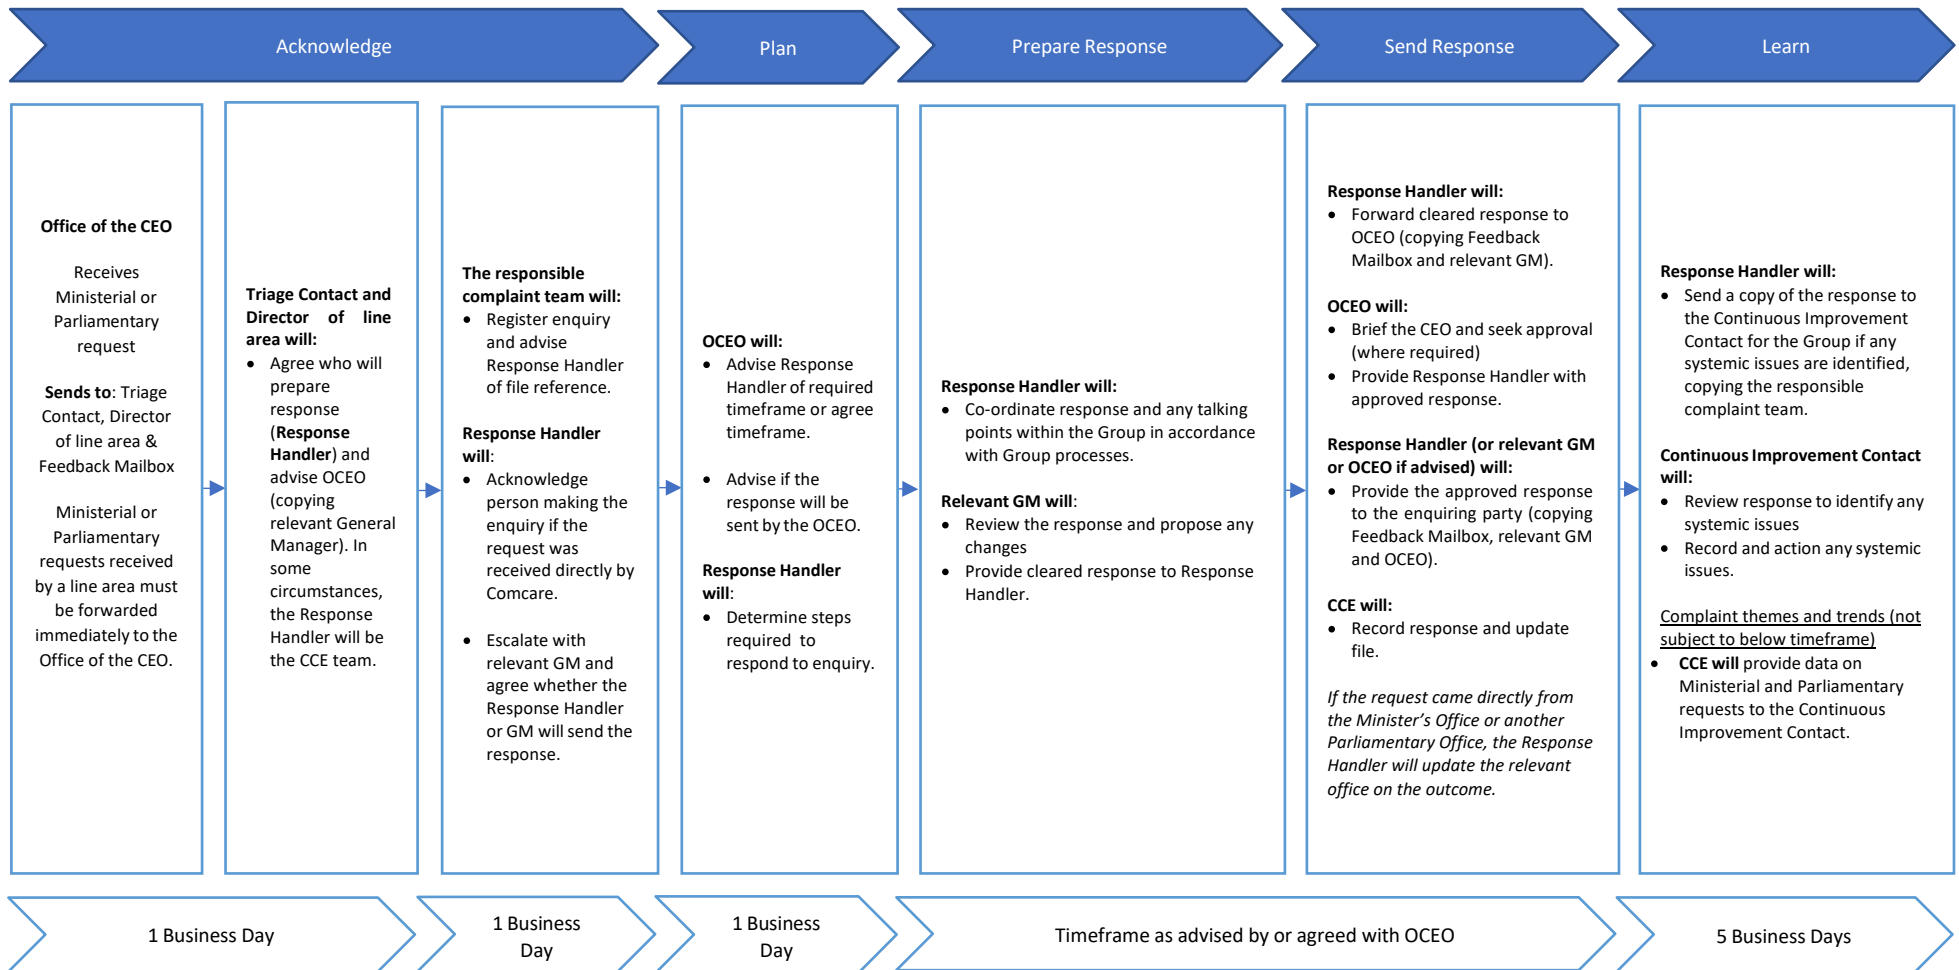 Acknowledge
Plan
Prepare Response
Send Response
Learn
Office of the CEO
Receives
Ministerial or
Parliamentary
request
Sends to: Triage
Contact, Director
of line area &
Feedback Mailbox
Ministerial or
Parliamentary
requests received
by a line area must
be forwarded
immediately to the
Office of the CEO.
Triage Contact and
Director of line
area will:
• Agree who will
prepare
response
(Response
Handler) and
advise OCEO
(copying
relevant General
Manager). In
some
circumstances,
the Response
Handler will be
the CCE team.
The responsible
complaint team will:
• Register enquiry
and advise
Response Handler
of file reference.
Response Handler
will:
• Acknowledge
person making the
enquiry if the
request was
received directly by
Comcare.
• Escalate with
relevant GM and
agree whether the
Response Handler
or GM will send the
response.
OCEO will:
• Advise Response
Handler of required
timeframe or agree
timeframe.
• Advise if the
response will be
sent by the OCEO.
Response Handler
will:
• Determine steps
required to
respond to enquiry.
Response Handler will:
• Co-ordinate response and any talking
points within the Group in accordance
with Group processes.
Relevant GM will:
• Review the response and propose any
changes
• Provide cleared response to Response
Handler.
Response Handler will:
• Forward cleared response to
OCEO (copying Feedback
Mailbox and relevant GM).
OCEO will:
• Brief the CEO and seek approval
(where required)
• Provide Response Handler with
approved response.
Response Handler (or relevant GM
or OCEO if advised) will:
• Provide the approved response
to the enquiring party (copying
Feedback Mailbox, relevant GM
and OCEO).
CCE will:
• Record response and update
file.
If the request came directly from
the Minister’s Office or another
Parliamentary Office, the Response
Handler will update the relevant
office on the outcome.
Response Handler will:
• Send a copy of the response to
the Continuous Improvement
Contact for the Group if any
systemic issues are identified,
copying the responsible
complaint team.
Continuous Improvement Contact
will:
• Review response to identify any
systemic issues
• Record and action any systemic
issues.
Complaint themes and trends (not
subject to below timeframe)
• CCE will provide data on
Ministerial and Parliamentary
requests to the Continuous
Improvement Contact.
1 Business Day
1 Business
Day
1 Business
Day
Timeframe as advised by or agreed with OCEO
5 Business Days